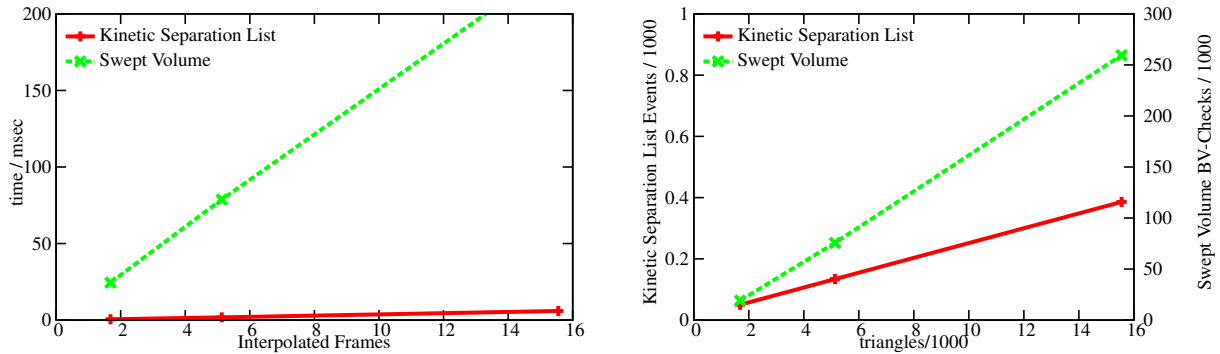 200
150
100
50
0
time / msec
Kinetic Separation List
Swept Volume
0 2 4 6 8 10 12 14 16
Interpolated Frames
1
0.8
0.6
0.4
0.2
0
Kinetic Separation List Events / 1000
Kinetic Separation List
Swept Volume
0 2 4 6 8 10 12 14 16
triangles/1000
300
250
200
150
100
50
0
Swept Volume BV-Checks / 1000